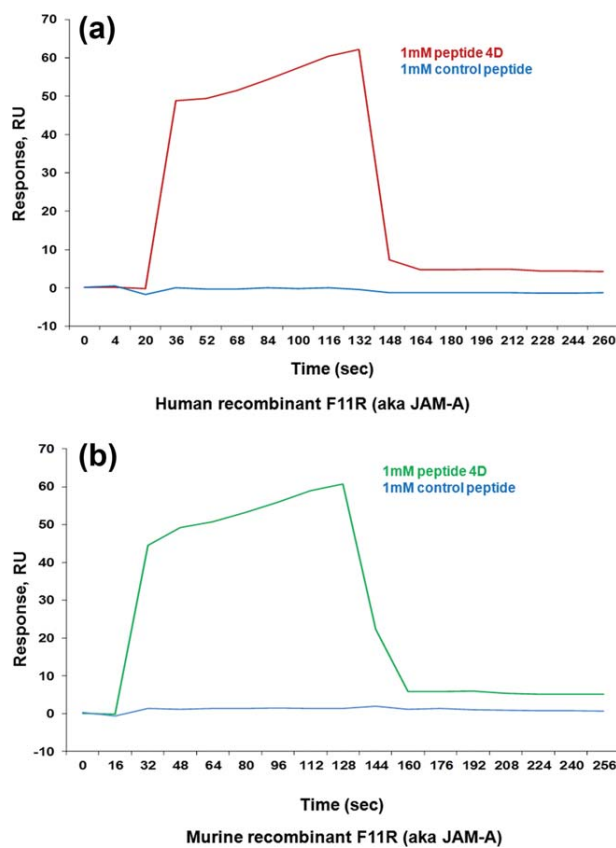 (a)
1mM peptide 4D
1mM control peptide
Response, RU
70
60
50
40
30
20
10
0
-10
0 4 20 36 52 68 84 100 116 132 148 164 180 196 212 228 244 260
Time (sec)
Human recombinant F11R (aka JAM-A)
(b)
1mM peptide 4D
1mM control peptide
Response, RU
70
60
50
40
30
20
10
0
-10
0 16 32 48 64 80 96 112 128 144 160 176 192 208 224 240 256
Time (sec)
Murine recombinant F11R (aka JAM-A)